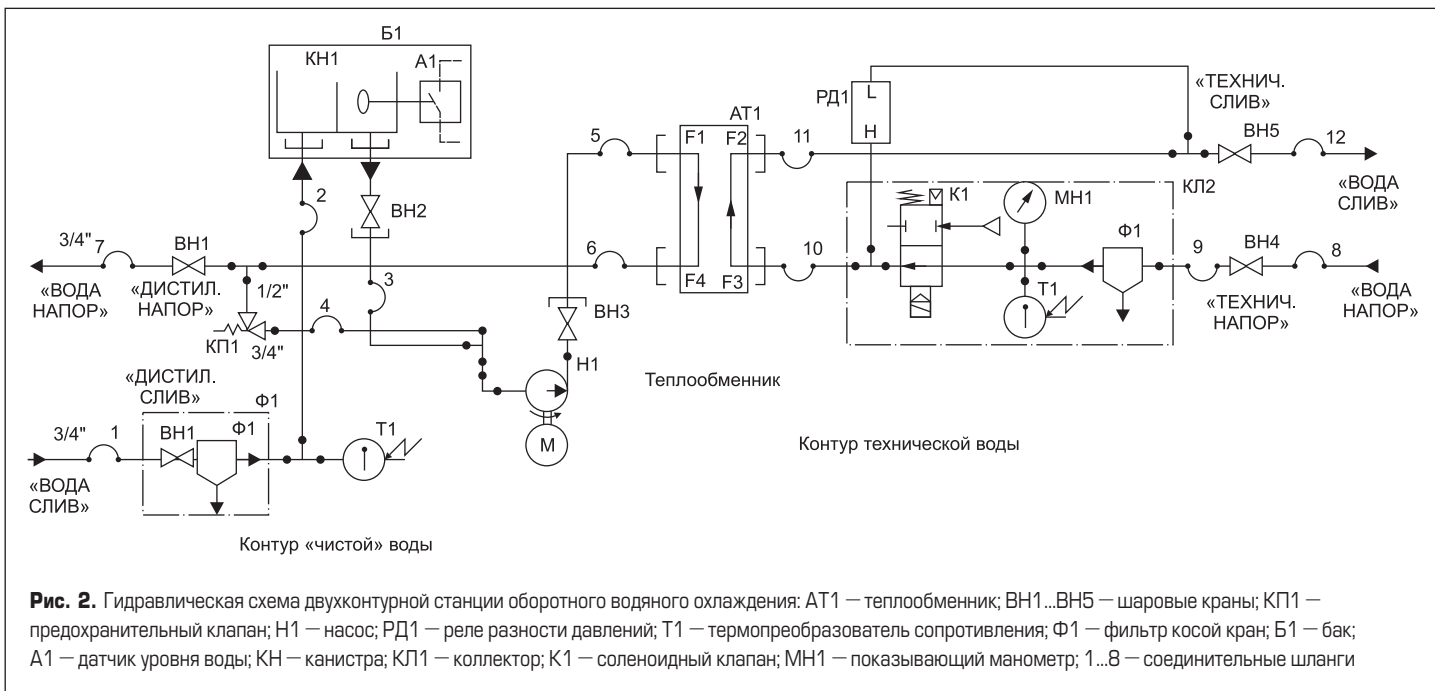 Б1
КН1
А1
РД1
L
H
«ТЕХНИЧ.
СЛИВ»
АТ1
5
F1
F2
11
ВН5
12
2
ВН2
К1
МН1
КЛ2
«ВОДА
СЛИВ»
3/4"
7
ВН1
6
10
Ф1
9
ВН4
8
«ВОДА
НАПОР»
«ДИСТИЛ.
НАПОР»
1/2"
3
F4
F3
Т1
«ТЕХНИЧ.
НАПОР»
«ВОДА
НАПОР»
4
ВН3
КП1
3/4"
Н1
Теплообменник
«ДИСТИЛ.
СЛИВ»
Ф1
3/4"
1
ВН1
Ф1
Т1
М
Контур технической воды
«ВОДА
СЛИВ»
Контур «чистой» воды
Рис. 2. Гидравлическая схема двухконтурной станции оборотного водяного охлаждения: АТ1 — теплообменник; ВН1...ВН5 — шаровые краны; КП1 —
предохранительный клапан; Н1 — насос; РД1 — реле разности давлений; Т1 — термопреобразователь сопротивления; Ф1 — фильтр косой кран; Б1 — бак;
А1 — датчик уровня воды; КН — канистра; КЛ1 — коллектор; К1 — соленоидный клапан; МН1 — показывающий манометр; 1...8 — соединительные шланги